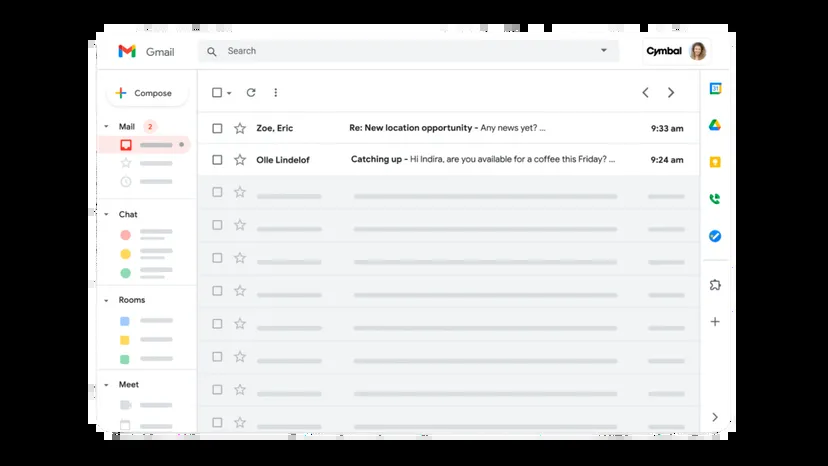 Gmail
Search
Cymbal
Compose
Mail 2
Zoe, Eric Re: New location opportunity - Any news yet? ... 9:33 am
Olle Lindelof Catching up - Hi Indira, are you available for a coffee this Friday? ... 9:24 am
Chat
Rooms
Meet